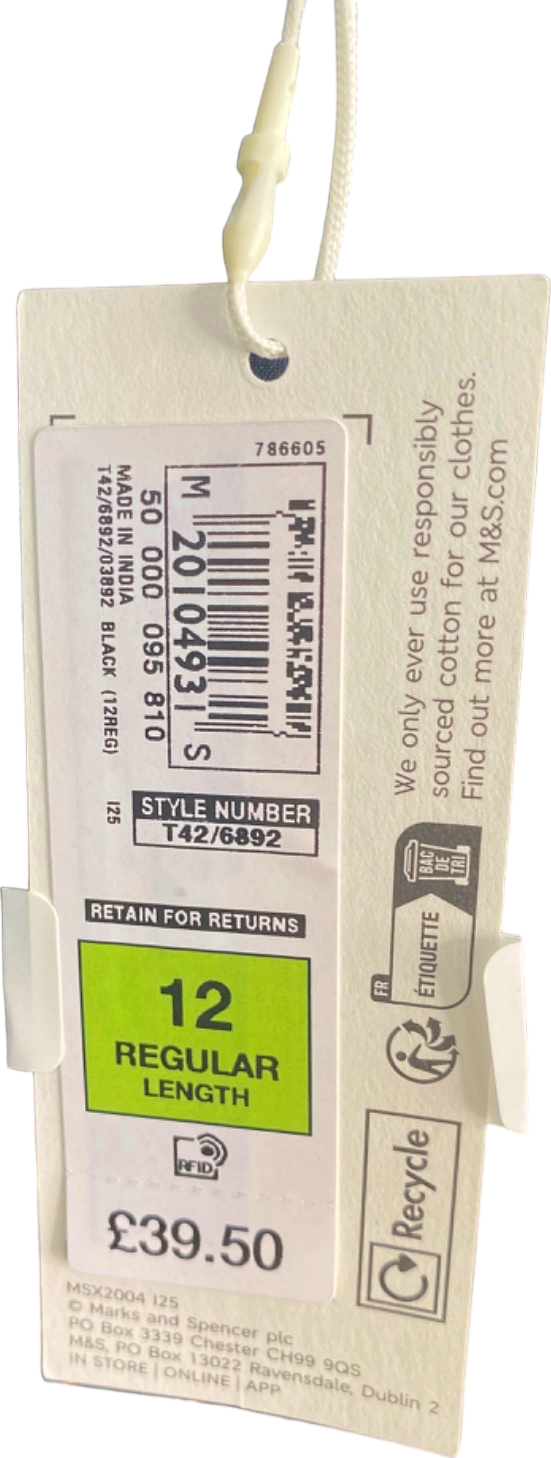 786605
M
20104931
S
50 000 095 810
MADE IN INDIA
T42/6892/03892 BLACK (12REG)
I25
STYLE NUMBER
T42/6892
RETAIN FOR RETURNS
12
REGULAR
LENGTH
RFID
£39.50
We only ever use responsibly
sourced cotton for our clothes.
Find out more at M&S.com
BAC
DE
TRI
FR
ÉTIQUETTE
Recycle
MSX2004 I25
© Marks and Spencer plc
PO Box 3339 Chester CH99 9QS
M&S, PO Box 13022 Ravensdale, Dublin 2
IN STORE | ONLINE | APP